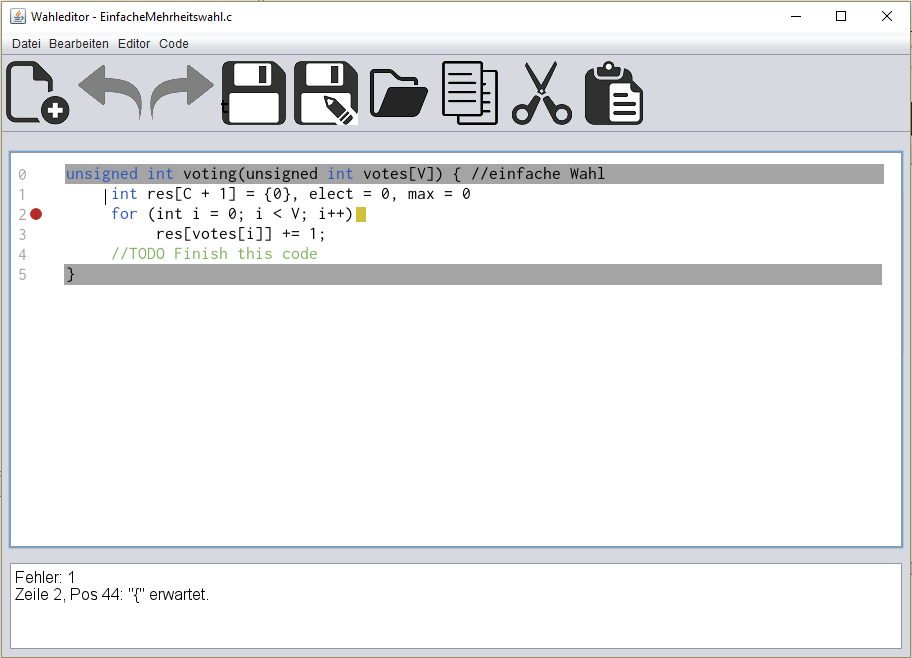 Wahleditor - EinfacheMehrheitswahl.c
Datei Bearbeiten Editor Code
0 unsigned int voting(unsigned int votes[V]) { //einfache Wahl
1 int res[C + 1] = {0}, elect = 0, max = 0
2 for (int i = 0; i < V; i++)
3 res[votes[i]] += 1;
4 //TODO Finish this code
5 }
Fehler: 1
Zeile 2, Pos 44: "{" erwartet.